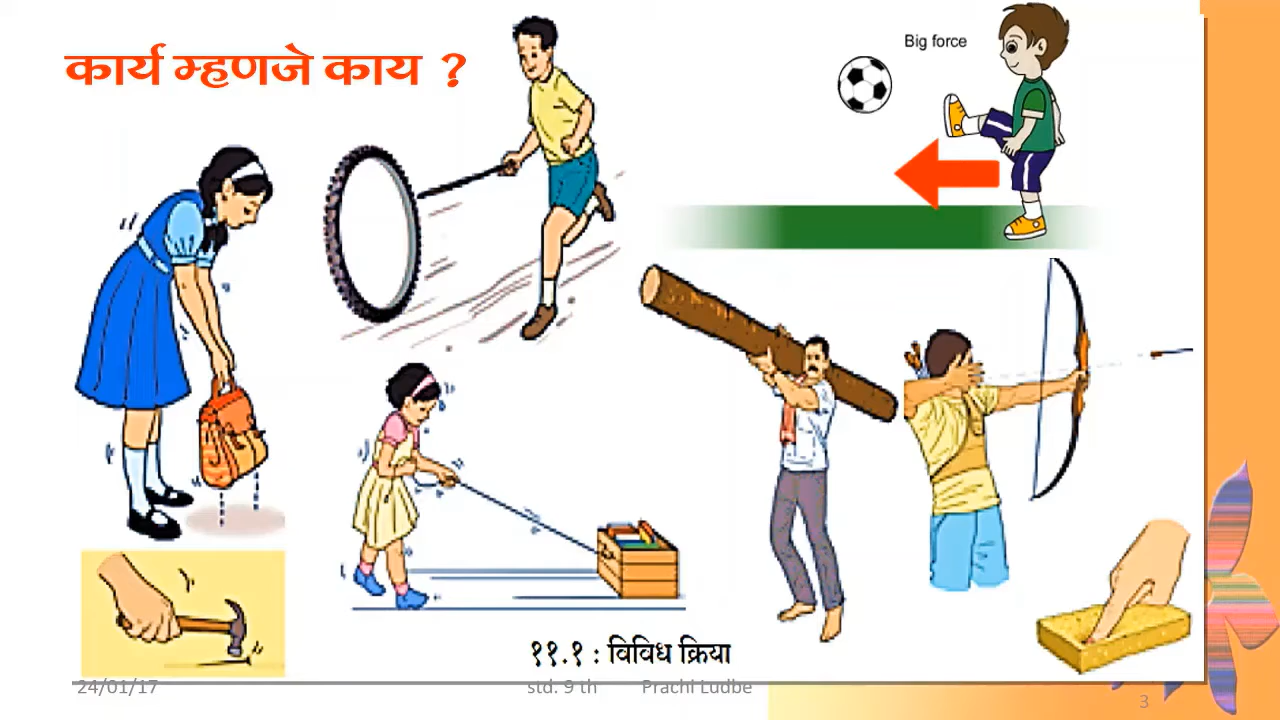 कार्य म्हणजे काय ?
Big force
११.१ : विविध क्रिया
24/01/17 std. 9 th Prachi Ludbe
3